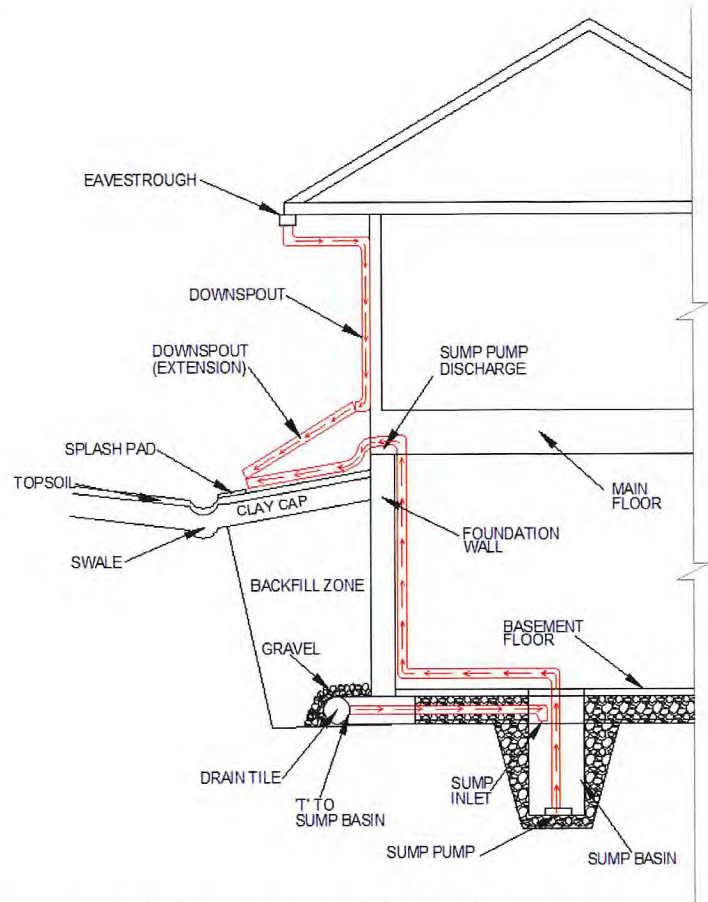 EAVESTROUGH
DOWNSPOUT
DOWNSPOUT
(EXTENSION)
SUMP PUMP
DISCHARGE
SPLASH PAD
TOPSOIL
CLAY CAP
MAIN
FLOOR
SWALE
FOUNDATION
WALL
BACKFILL ZONE
BASEMENT
FLOOR
GRAVEL
DRAIN TILE
'T' TO
SUMP BASIN
SUMP
INLET
SUMP PUMP
SUMP BASIN